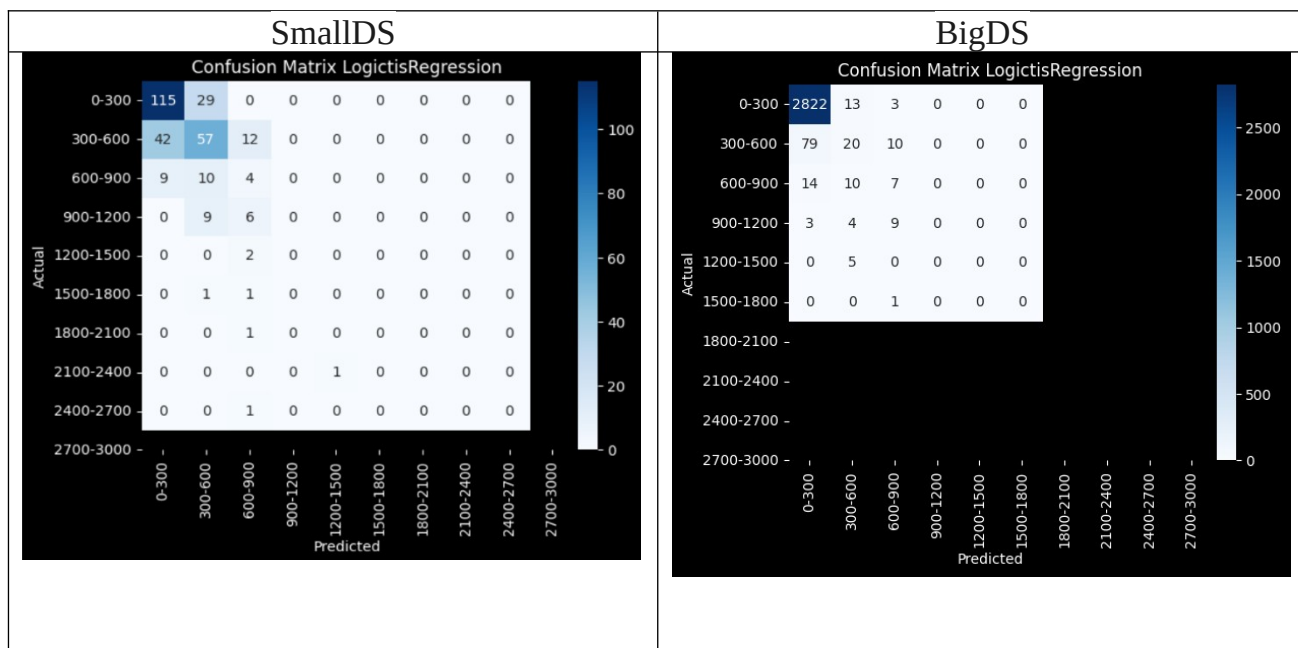 SmallDS
Confusion Matrix LogictisRegression
0-300 115 29 0 0 0 0 0 0 0
300-600 42 57 12 0 0 0 0 0 0
600-900 9 10 4 0 0 0 0 0 0
900-1200 0 9 6 0 0 0 0 0 0
1200-1500 0 0 2 0 0 0 0 0 0
1500-1800 0 1 1 0 0 0 0 0 0
1800-2100 0 0 1 0 0 0 0 0 0
2100-2400 0 0 0 0 1 0 0 0 0
2400-2700 0 0 1 0 0 0 0 0 0
2700-3000
Actual
0-300 300-600 600-900 900-1200 1200-1500 1500-1800 1800-2100 2100-2400 2400-2700 2700-3000
Predicted
100
80
60
40
20
0
BigDS
Confusion Matrix LogictisRegression
0-300 2822 13 3 0 0 0
300-600 79 20 10 0 0 0
600-900 14 10 7 0 0 0
900-1200 3 4 9 0 0 0
1200-1500 0 5 0 0 0 0
1500-1800 0 0 1 0 0 0
1800-2100
2100-2400
2400-2700
2700-3000
Actual
0-300 300-600 600-900 900-1200 1200-1500 1500-1800 1800-2100 2100-2400 2400-2700 2700-3000
Predicted
2500
2000
1500
1000
500
0